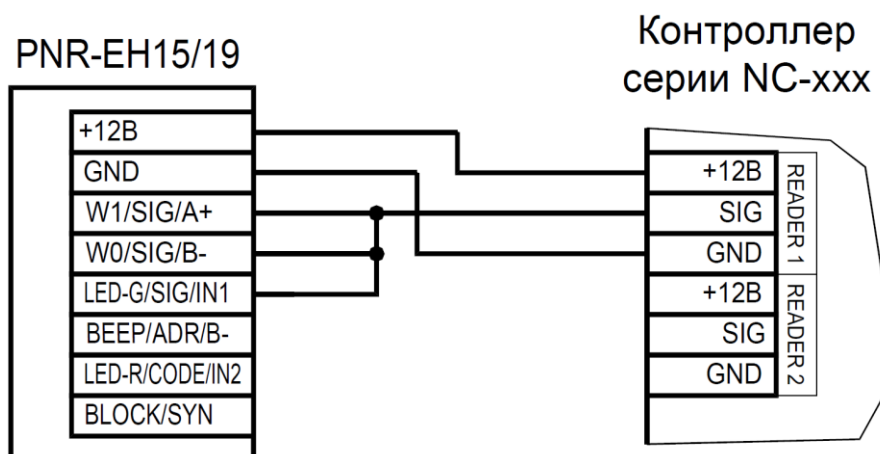 PNR-EH15/19
+12В
GND
W1/SIG/A+
W0/SIG/B-
LED-G/SIG/IN1
BEEP/ADR/B-
LED-R/CODE/IN2
BLOCK/SYN
Контроллер
серии NC-xxx
+12В
SIG
GND
READER 1
+12В
SIG
GND
READER 2